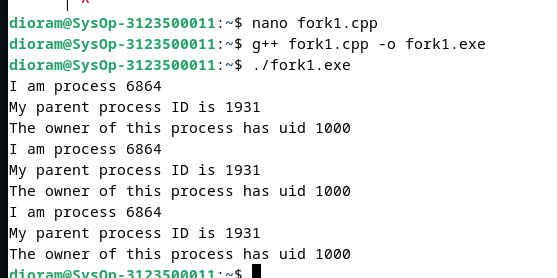 dioram@SysOp-3123500011:~$ nano fork1.cpp
dioram@SysOp-3123500011:~$ g++ fork1.cpp -o fork1.exe
dioram@SysOp-3123500011:~$ ./fork1.exe
I am process 6864
My parent process ID is 1931
The owner of this process has uid 1000
I am process 6864
My parent process ID is 1931
The owner of this process has uid 1000
I am process 6864
My parent process ID is 1931
The owner of this process has uid 1000
dioram@SysOp-3123500011:~$